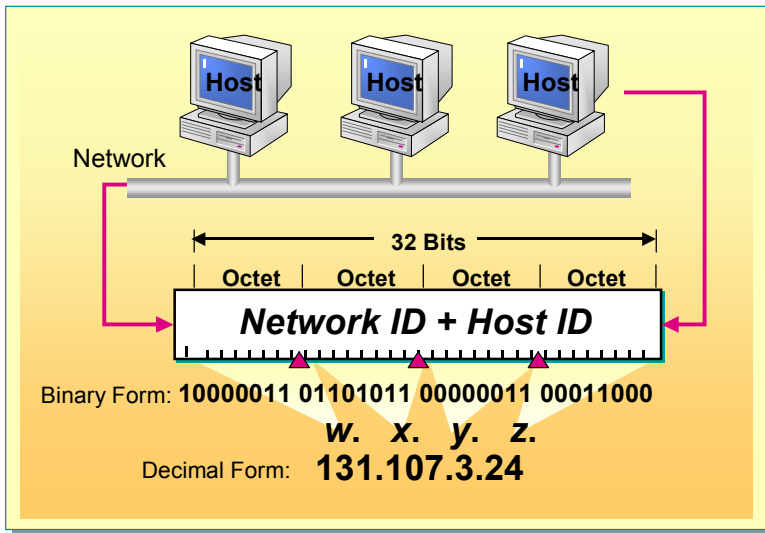 Host Host Host
Network
32 Bits
Octet Octet Octet Octet
Network ID + Host ID
Binary Form: 10000011 01101011 00000011 00011000
w. x. y. z.
Decimal Form: 131.107.3.24